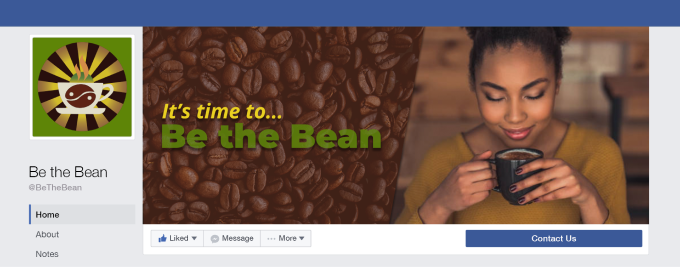 It's time to...
Be the Bean
Be the Bean
@BeTheBean
Home
About
Notes
Liked
Message
··· More
Contact Us